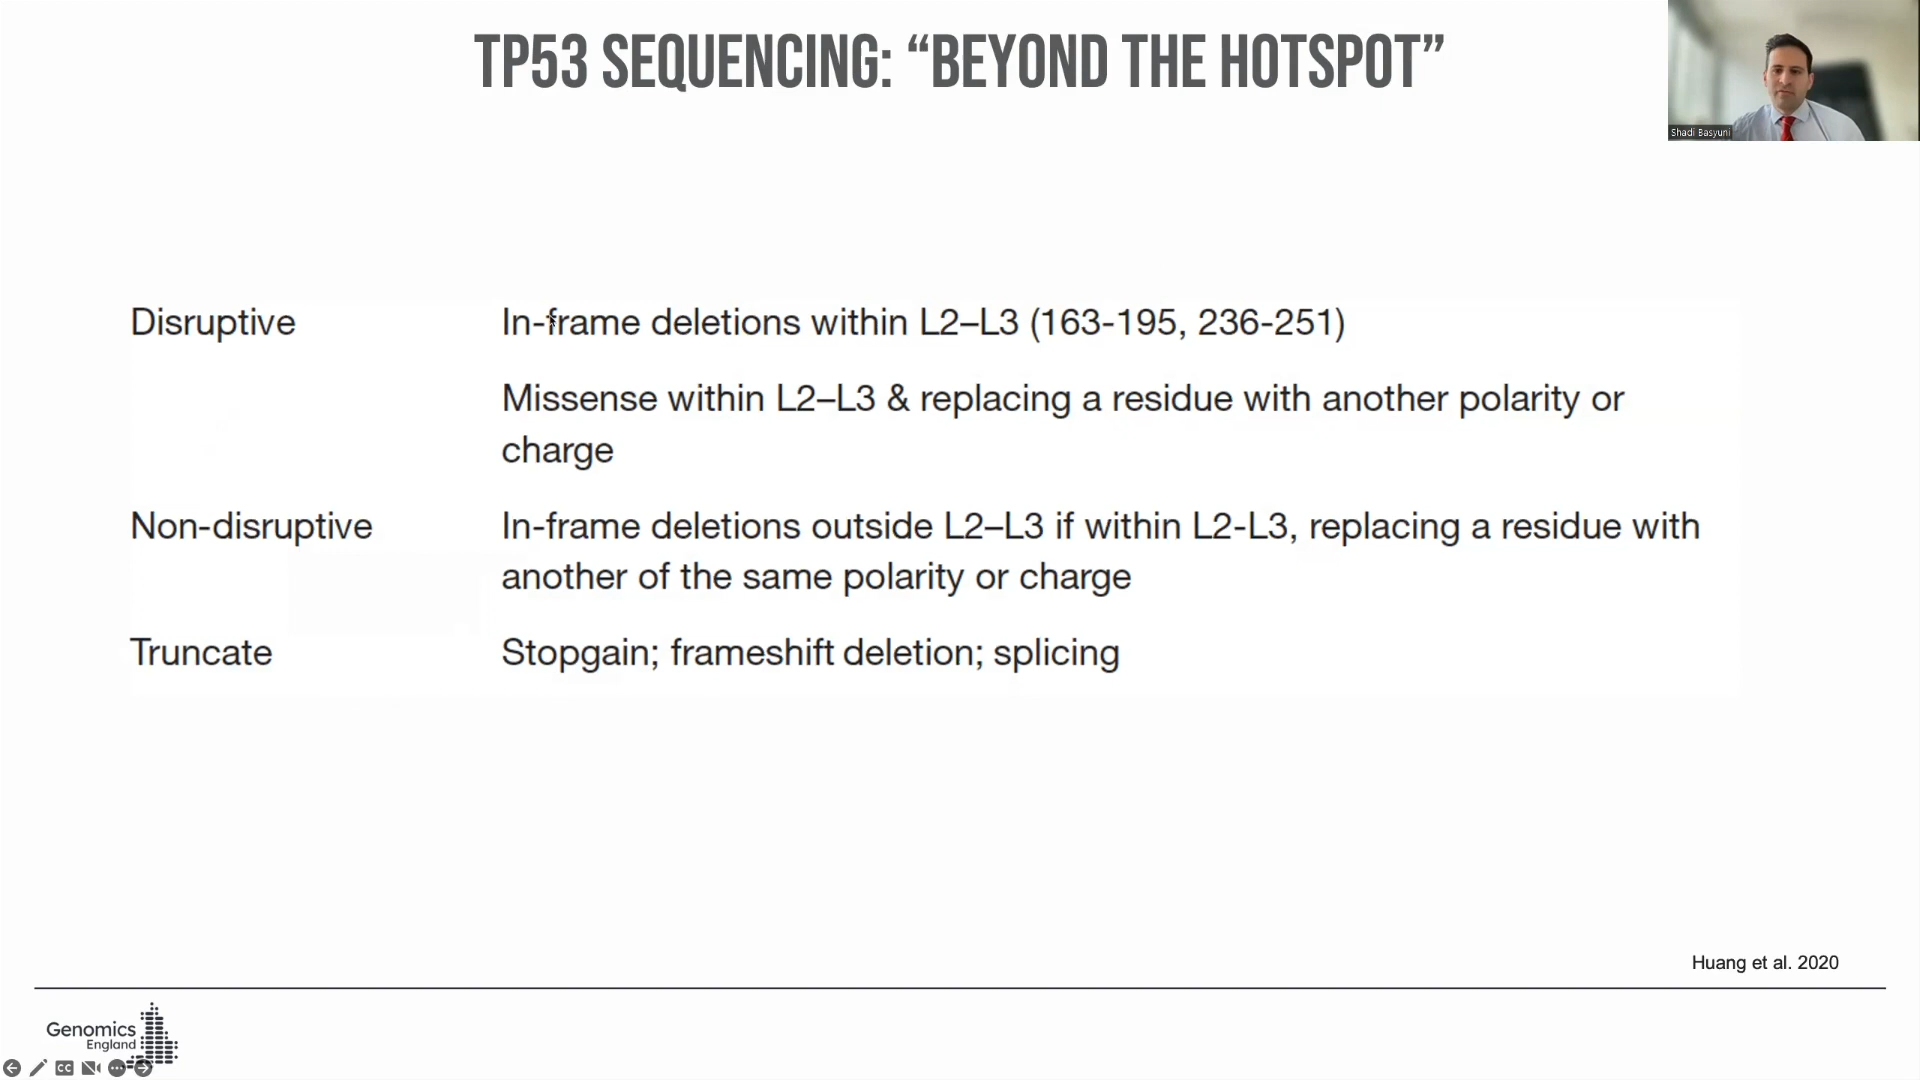 TP53 SEQUENCING: “BEYOND THE HOTSPOT”
Shadi Basyuni
Disruptive In-frame deletions within L2–L3 (163-195, 236-251)
Missense within L2–L3 & replacing a residue with another polarity or
charge
Non-disruptive In-frame deletions outside L2–L3 if within L2-L3, replacing a residue with
another of the same polarity or charge
Truncate Stopgain; frameshift deletion; splicing
Huang et al. 2020
Genomics
England
CC